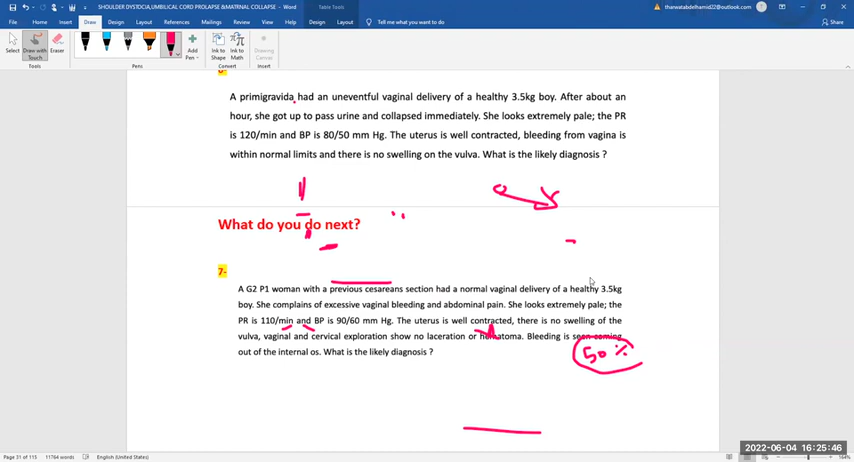 SHOULDER DYSTOCIA,UMBILICAL CORD PROLAPSE &MATRNAL COLLAPSE - Word
Table Tools
tharwatabdelhamid2@outlook.com
File Home Insert Draw Design Layout References Mailings Review View Help Design Layout Tell me what you want to do Share
Select
Draw with Touch
Eraser
Add Pen
Ink to Shape
Ink to Math
Drawing Canvas
Tools Pens Convert Insert
A primigravida had an uneventful vaginal delivery of a healthy 3.5kg boy. After about an
hour, she got up to pass urine and collapsed immediately. She looks extremely pale; the PR
is 120/min and BP is 80/50 mm Hg. The uterus is well contracted, bleeding from vagina is
within normal limits and there is no swelling on the vulva. What is the likely diagnosis ?
What do you do next?
7-
A G2 P1 woman with a previous cesareans section had a normal vaginal delivery of a healthy 3.5kg
boy. She complains of excessive vaginal bleeding and abdominal pain. She looks extremely pale; the
PR is 110/min and BP is 90/60 mm Hg. The uterus is well contracted, there is no swelling of the
vulva, vaginal and cervical exploration show no laceration or hematoma. Bleeding is seen coming
out of the internal os. What is the likely diagnosis ?
50 %
2022-06-04 16:25:46
Page 31 of 115 11764 words English (United States) 164%